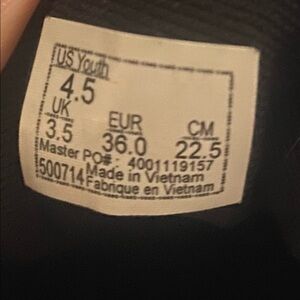 US Youth
4.5
UK EUR CM
3.5 36.0 22.5
Master PO#: 4001119157
500714 Made in Vietnam
Fabrique en Vietnam